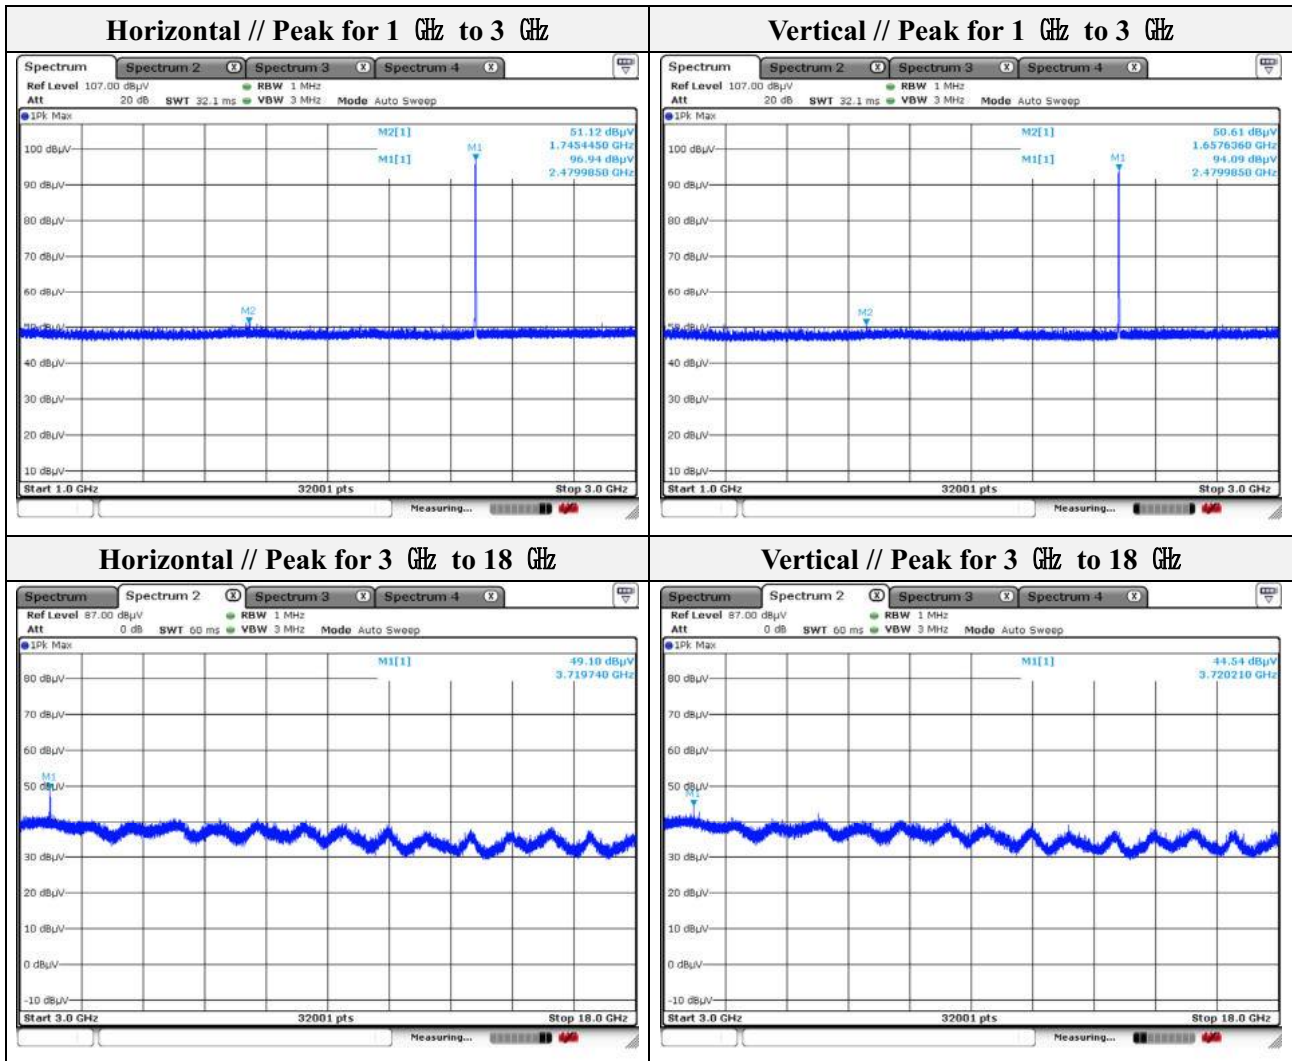 Horizontal // Peak for 1 ㎓ to 3 ㎓
Spectrum Spectrum 2 Spectrum 3 Spectrum 4
Ref Level 107.00 dBµV RBW 1 MHz
Att 20 dB SWT 32.1 ms VBW 3 MHz Mode Auto Sweep
1Pk Max
M2[1] 51.12 dBµV
1.7454450 GHz
M1[1] 96.94 dBµV
2.4799850 GHz
M1
M2
100 dBµV
90 dBµV
80 dBµV
70 dBµV
60 dBµV
50 dBµV
40 dBµV
30 dBµV
20 dBµV
10 dBµV
Start 1.0 GHz 32001 pts Stop 3.0 GHz
Measuring...
Vertical // Peak for 1 ㎓ to 3 ㎓
Spectrum Spectrum 2 Spectrum 3 Spectrum 4
Ref Level 107.00 dBµV RBW 1 MHz
Att 20 dB SWT 32.1 ms VBW 3 MHz Mode Auto Sweep
1Pk Max
M2[1] 50.61 dBµV
1.6576360 GHz
M1[1] 94.09 dBµV
2.4799850 GHz
M1
M2
100 dBµV
90 dBµV
80 dBµV
70 dBµV
60 dBµV
50 dBµV
40 dBµV
30 dBµV
20 dBµV
10 dBµV
Start 1.0 GHz 32001 pts Stop 3.0 GHz
Measuring...
Horizontal // Peak for 3 ㎓ to 18 ㎓
Spectrum Spectrum 2 Spectrum 3 Spectrum 4
Ref Level 87.00 dBµV RBW 1 MHz
Att 0 dB SWT 60 ms VBW 3 MHz Mode Auto Sweep
1Pk Max
M1[1] 49.10 dBµV
3.719740 GHz
80 dBµV
70 dBµV
60 dBµV
M1
50 dBµV
30 dBµV
20 dBµV
10 dBµV
0 dBµV
-10 dBµV
Start 3.0 GHz 32001 pts Stop 18.0 GHz
Measuring...
Vertical // Peak for 3 ㎓ to 18 ㎓
Spectrum Spectrum 2 Spectrum 3 Spectrum 4
Ref Level 87.00 dBµV RBW 1 MHz
Att 0 dB SWT 60 ms VBW 3 MHz Mode Auto Sweep
1Pk Max
M1[1] 44.54 dBµV
3.720210 GHz
80 dBµV
70 dBµV
60 dBµV
50 dBµV
M1
30 dBµV
20 dBµV
10 dBµV
0 dBµV
-10 dBµV
Start 3.0 GHz 32001 pts Stop 18.0 GHz
Measuring...